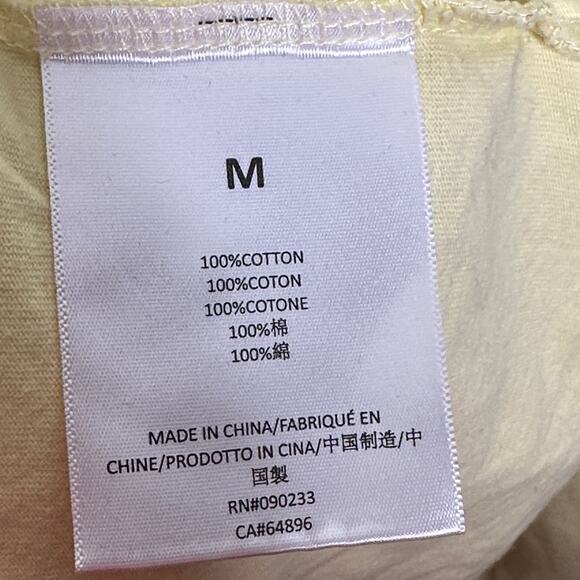 M
100%COTTON
100%COTON
100%COTONE
100%棉
100%綿
MADE IN CHINA/FABRIQUÉ EN
CHINE/PRODOTTO IN CINA/中国制造/中
国製
RN#090233
CA#64896